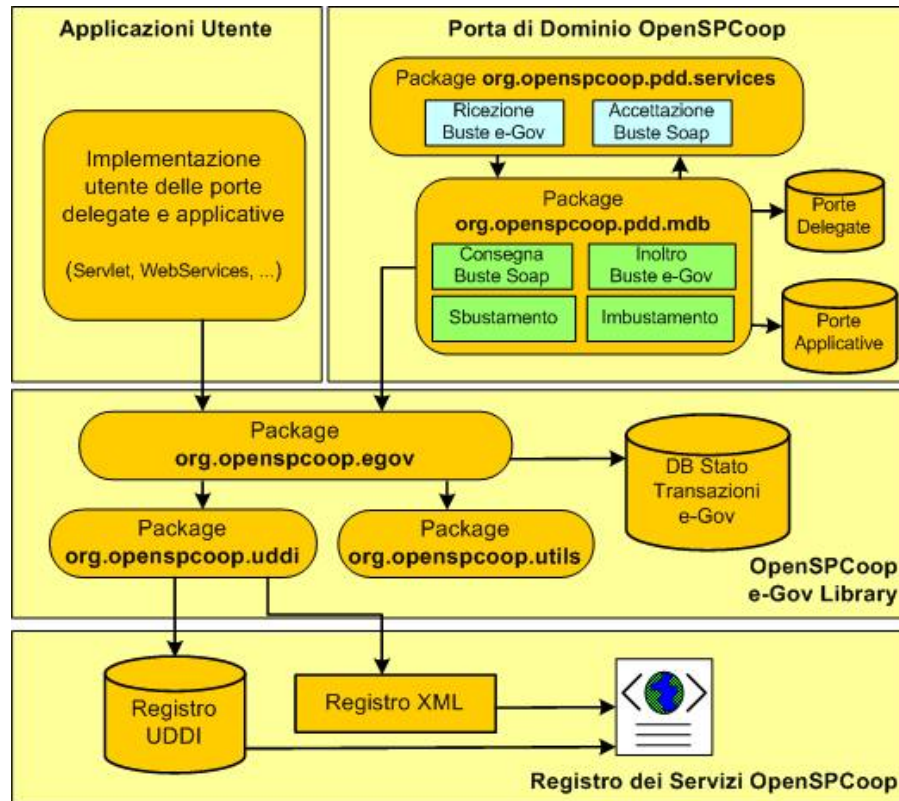 Applicazioni Utente
Implementazione
utente delle porte
delegate e applicative
(Servlet, WebServices, ...)
Porta di Dominio OpenSPCoop
Package org.openspcoop.pdd.services
Ricezione
Buste e-Gov
Accettazione
Buste Soap
Package
org.openspcoop.pdd.mdb
Consegna
Buste Soap
Inoltro
Buste e-Gov
Sbustamento
Imbustamento
Porte
Delegate
Porte
Applicative
Package
org.openspcoop.egov
DB Stato
Transazioni
e-Gov
Package
org.openspcoop.uddi
Package
org.openspcoop.utils
OpenSPCoop
e-Gov Library
Registro
UDDI
Registro XML
Registro dei Servizi OpenSPCoop